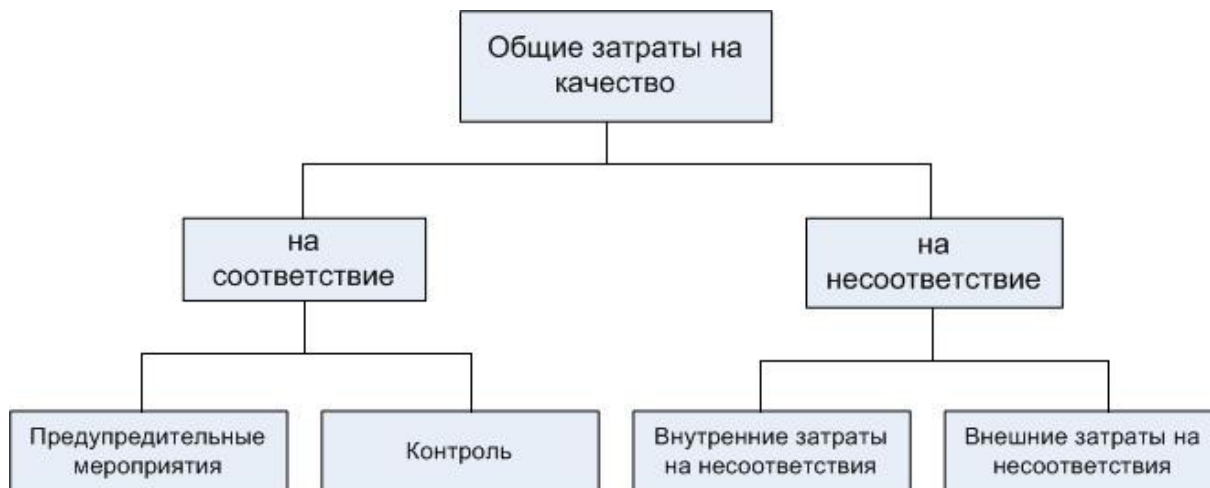 Общие затраты на
качество
на
соответствие
на
несоответствие
Предупредительные
мероприятия
Контроль
Внутренние затраты
на несоответствия
Внешние затраты на
несоответствия